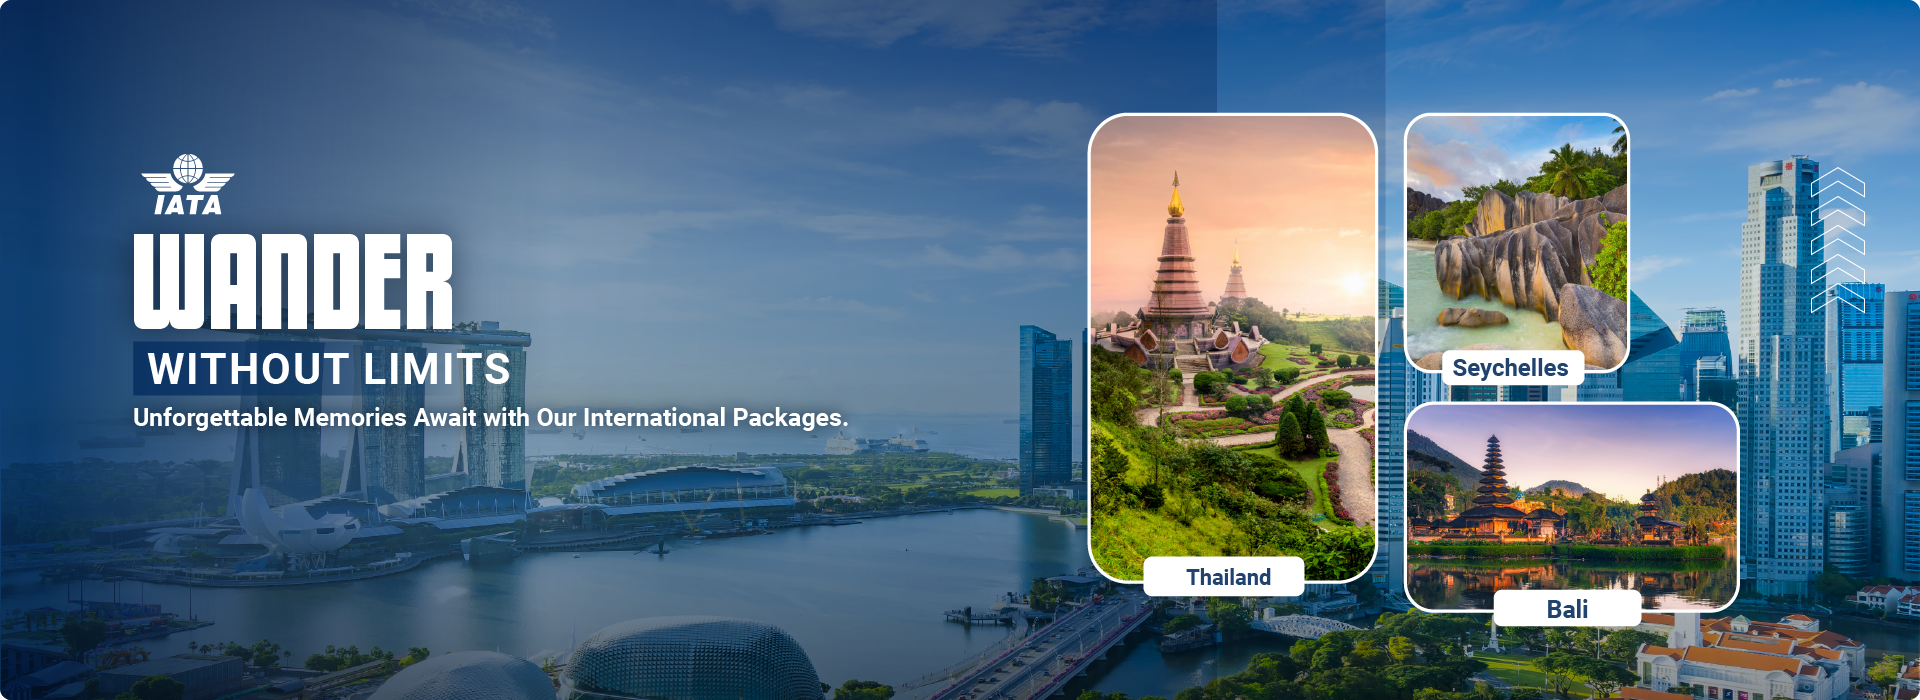 IATA
WANDER
WITHOUT LIMITS
Unforgettable Memories Await with Our International Packages.
Thailand
Seychelles
Bali